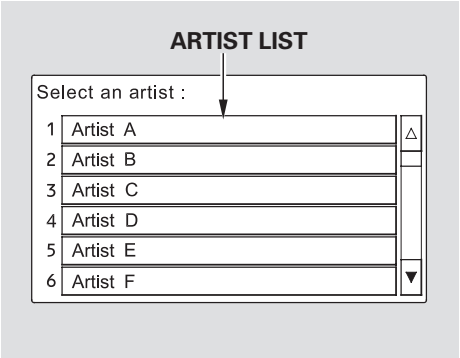 ARTIST LIST
Select an artist :
1 Artist A
2 Artist B
3 Artist C
4 Artist D
5 Artist E
6 Artist F